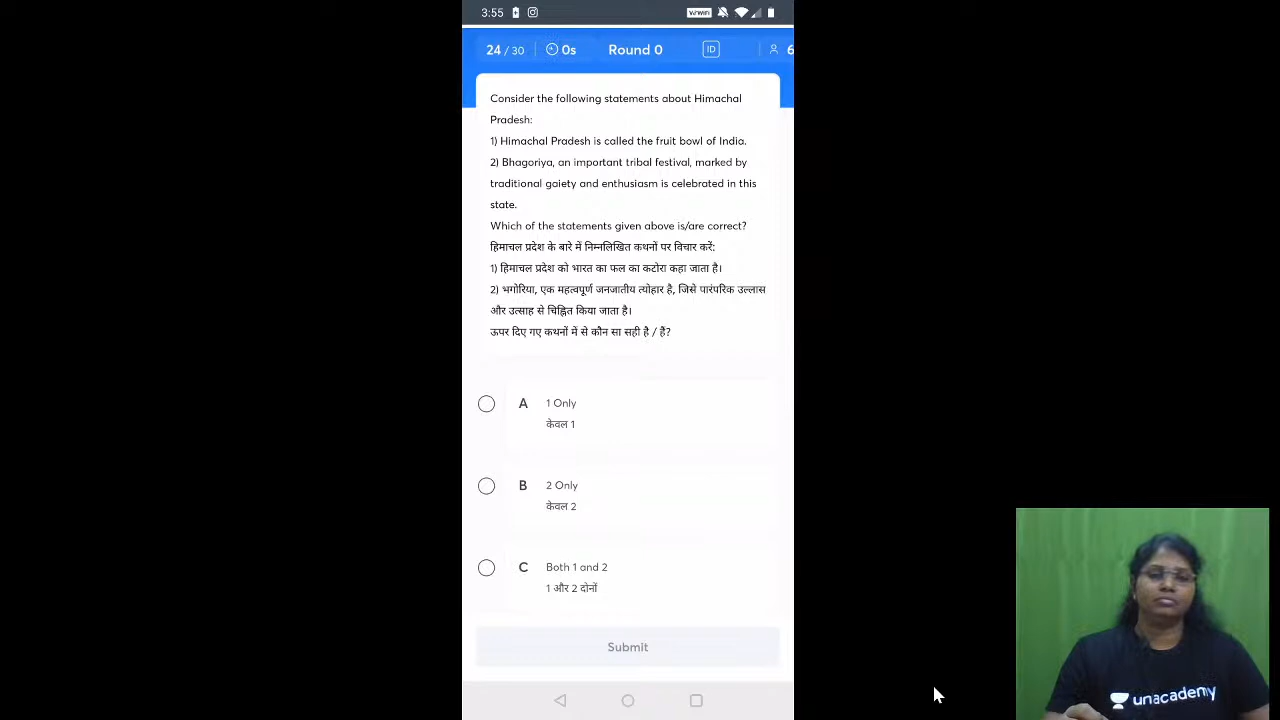 3:55
24 / 30
0s
Round 0
ID
6
Consider the following statements about Himachal
Pradesh:
1) Himachal Pradesh is called the fruit bowl of India.
2) Bhagoriya, an important tribal festival, marked by
traditional gaiety and enthusiasm is celebrated in this
state.
Which of the statements given above is/are correct?
हिमाचल प्रदेश के बारे में निम्नलिखित कथनों पर विचार करें:
1) हिमाचल प्रदेश को भारत का फल का कटोरा कहा जाता है।
2) भगोरिया, एक महत्वपूर्ण जनजातीय त्योहार है, जिसे पारंपरिक उल्लास
और उत्साह से चिह्नित किया जाता है।
ऊपर दिए गए कथनों में से कौन सा सही है / हैं?
A 1 Only
केवल 1
B 2 Only
केवल 2
C Both 1 and 2
1 और 2 दोनों
Submit
unacademy